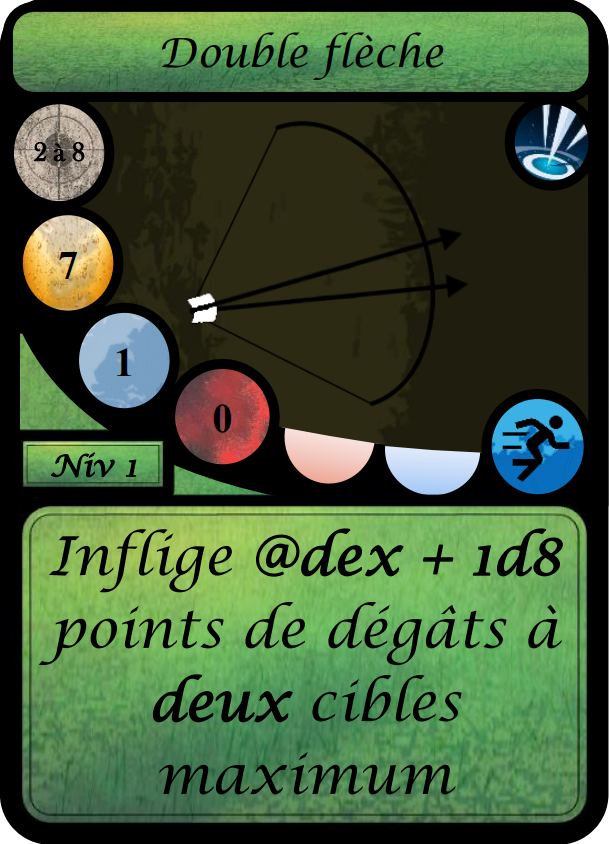 Double flèche
2 à 8
7
1
0
Niv 1
Inflige @dex + 1d8
points de dégâts à
deux cibles
maximum